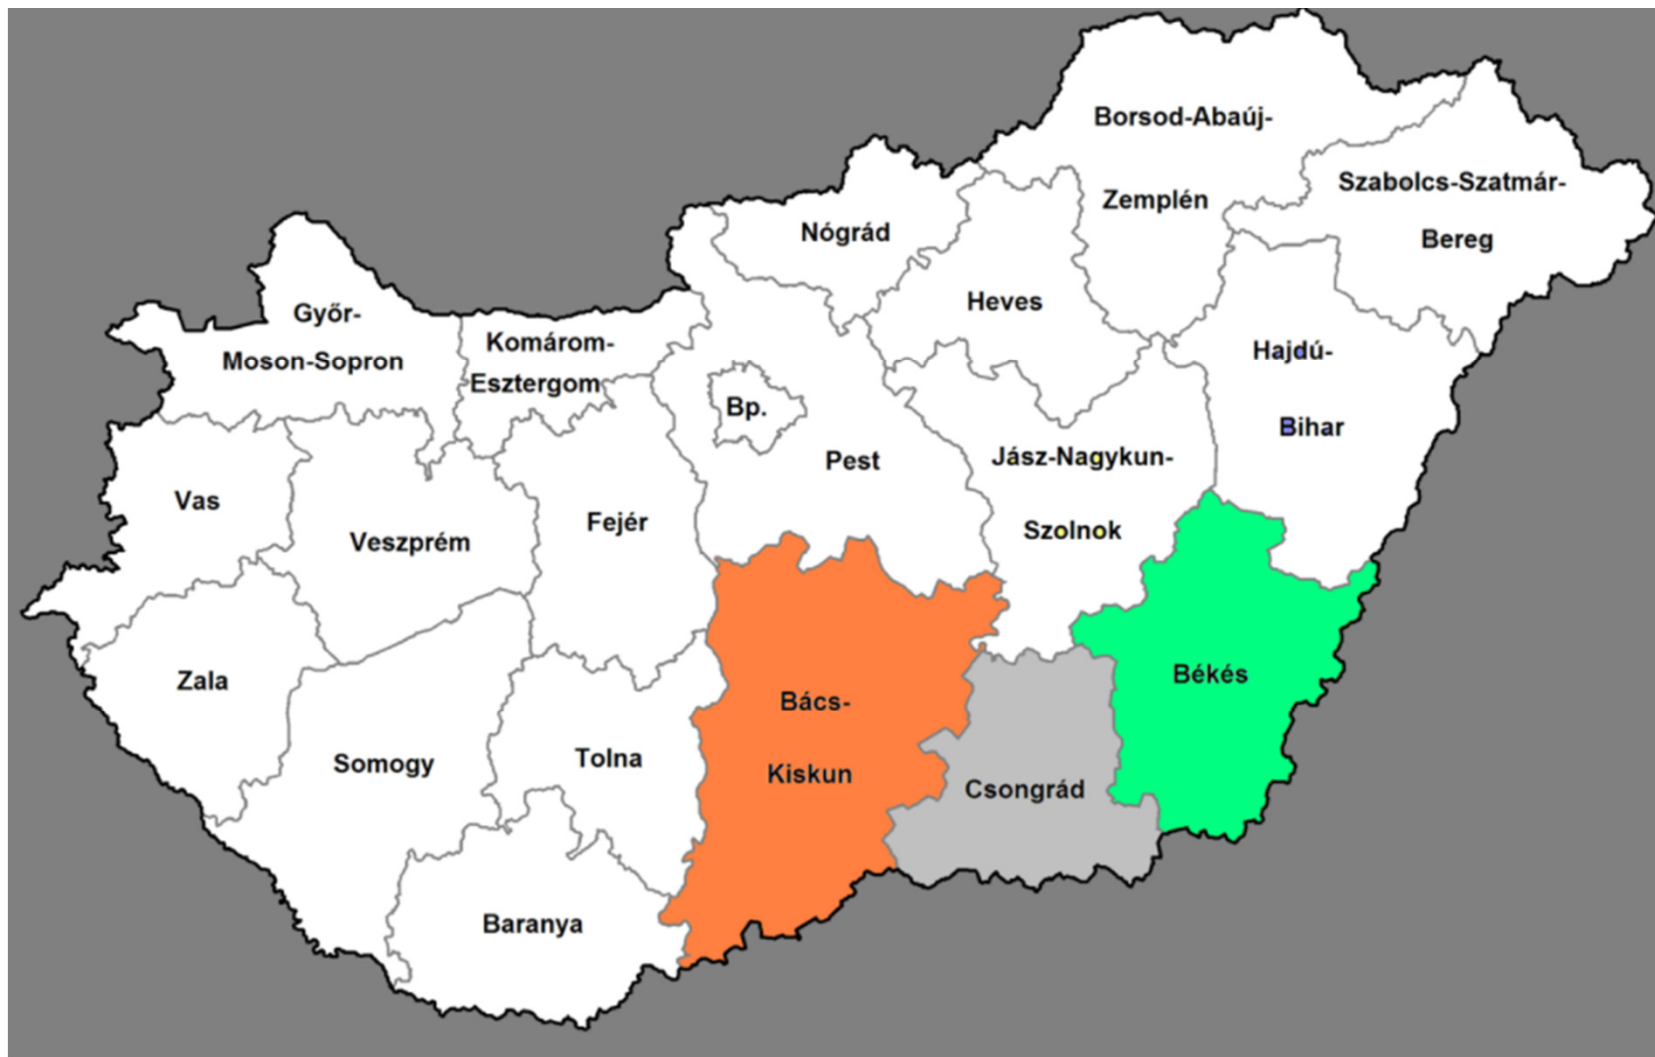 Borsod-Abaúj-
Zemplén
Szabolcs-Szatmár-
Bereg
Nógrád
Heves
Győr-
Moson-Sopron
Komárom-
Esztergom
Hajdú-
Bihar
Bp.
Pest
Jász-Nagykun-
Szolnok
Vas
Veszprém
Fejér
Zala
Somogy
Tolna
Bács-
Kiskun
Csongrád
Békés
Baranya